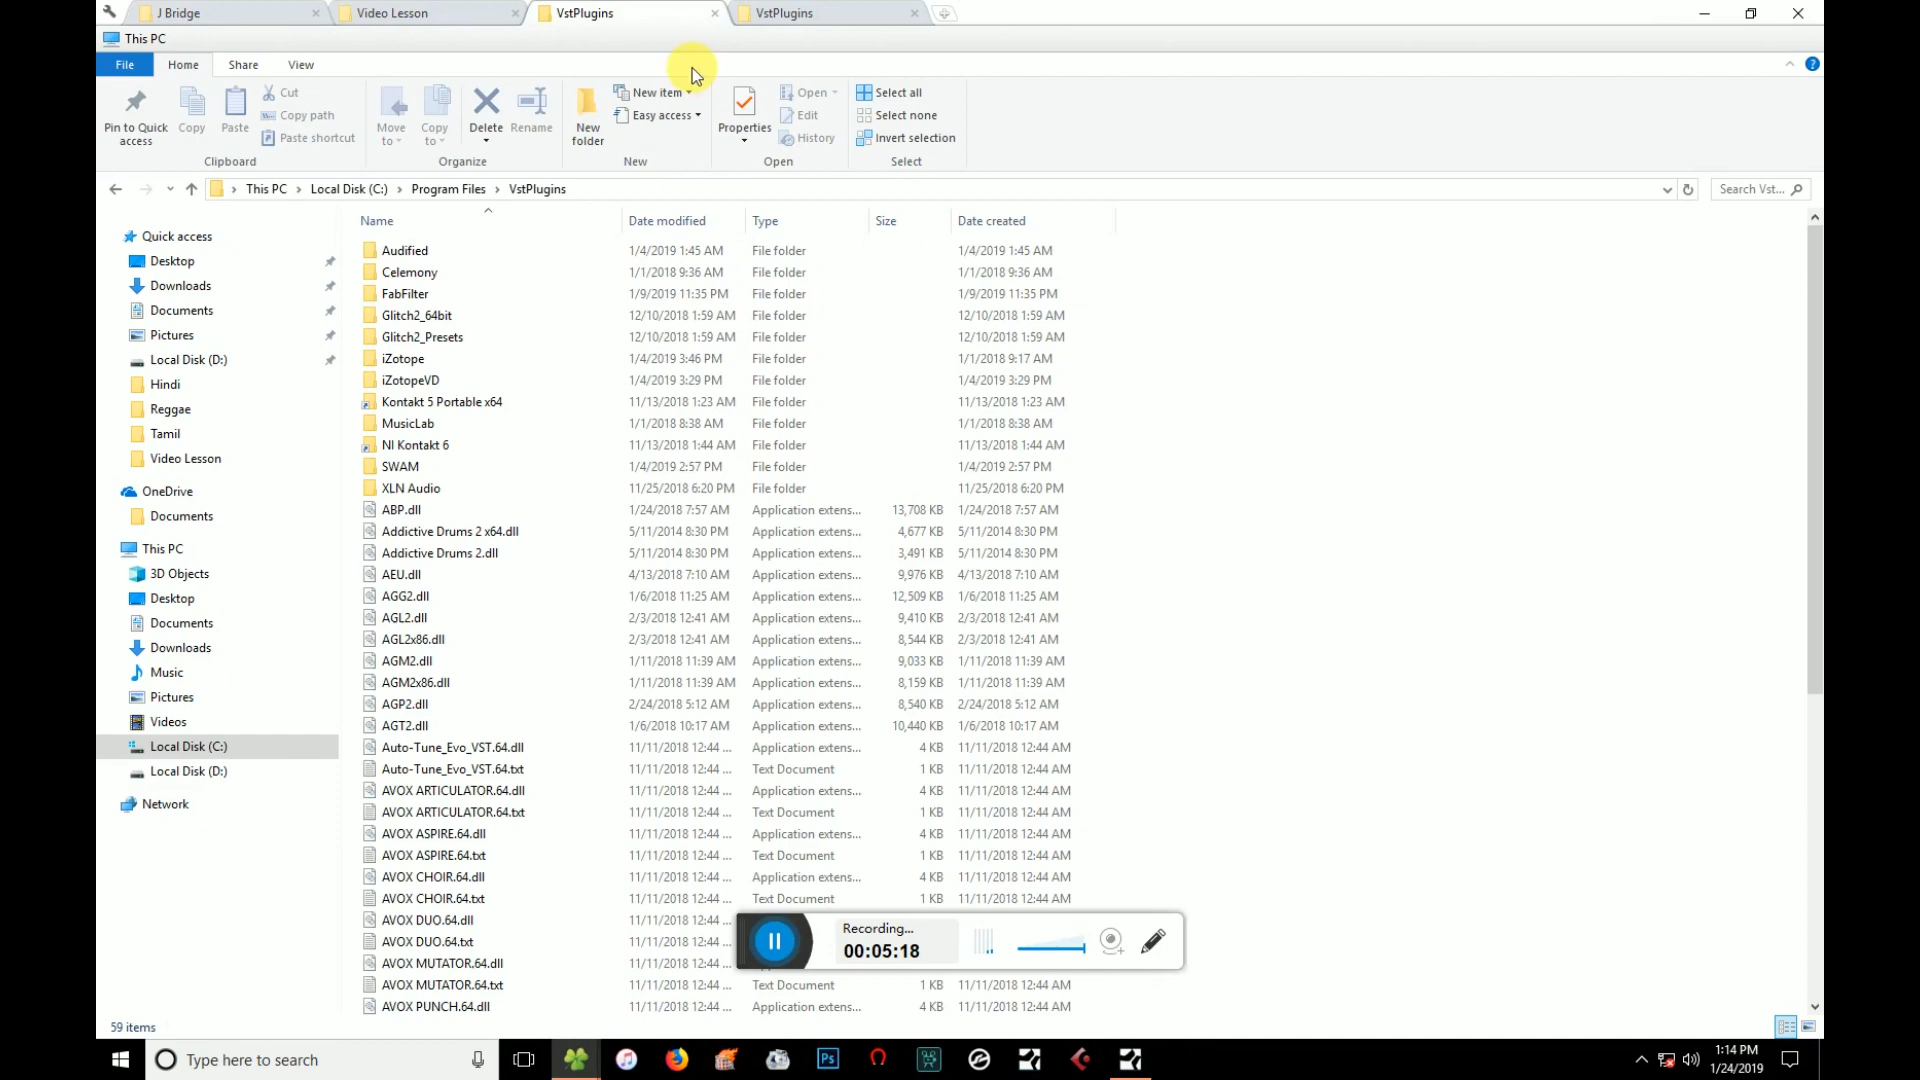 J Bridge
Video Lesson
VstPlugins
VstPlugins
This PC
File Home Share View
Pin to Quick access
Copy
Paste
Cut
Copy path
Paste shortcut
Clipboard
Move to
Copy to
Delete
Rename
Organize
New folder
New item
Easy access
New
Properties
Open
Edit
History
Open
Select all
Select none
Invert selection
Select
This PC > Local Disk (C:) > Program Files > VstPlugins
Search Vst...
Quick access
Desktop
Downloads
Documents
Pictures
Local Disk (D:)
Hindi
Reggae
Tamil
Video Lesson
OneDrive
Documents
This PC
3D Objects
Desktop
Documents
Downloads
Music
Pictures
Videos
Local Disk (C:)
Local Disk (D:)
Network
Name Date modified Type Size Date created
Audified 1/4/2019 1:45 AM File folder 1/4/2019 1:45 AM
Celemony 1/1/2018 9:36 AM File folder 1/1/2018 9:36 AM
FabFilter 1/9/2019 11:35 PM File folder 1/9/2019 11:35 PM
Glitch2_64bit 12/10/2018 1:59 AM File folder 12/10/2018 1:59 AM
Glitch2_Presets 12/10/2018 1:59 AM File folder 12/10/2018 1:59 AM
iZotope 1/4/2019 3:46 PM File folder 1/1/2018 9:17 AM
iZotopeVD 1/4/2019 3:29 PM File folder 1/4/2019 3:29 PM
Kontakt 5 Portable x64 11/13/2018 1:23 AM File folder 11/13/2018 1:23 AM
MusicLab 1/1/2018 8:38 AM File folder 1/1/2018 8:38 AM
NI Kontakt 6 11/13/2018 1:44 AM File folder 11/13/2018 1:44 AM
SWAM 1/4/2019 2:57 PM File folder 1/4/2019 2:57 PM
XLN Audio 11/25/2018 6:20 PM File folder 11/25/2018 6:20 PM
ABP.dll 1/24/2018 7:57 AM Application extens... 13,708 KB 1/24/2018 7:57 AM
Addictive Drums 2 x64.dll 5/11/2014 8:30 PM Application extens... 4,677 KB 5/11/2014 8:30 PM
Addictive Drums 2.dll 5/11/2014 8:30 PM Application extens... 3,491 KB 5/11/2014 8:30 PM
AEU.dll 4/13/2018 7:10 AM Application extens... 9,976 KB 4/13/2018 7:10 AM
AGG2.dll 1/6/2018 11:25 AM Application extens... 12,509 KB 1/6/2018 11:25 AM
AGL2.dll 2/3/2018 12:41 AM Application extens... 9,410 KB 2/3/2018 12:41 AM
AGL2x86.dll 2/3/2018 12:41 AM Application extens... 8,544 KB 2/3/2018 12:41 AM
AGM2.dll 1/11/2018 11:39 AM Application extens... 9,033 KB 1/11/2018 11:39 AM
AGM2x86.dll 1/11/2018 11:39 AM Application extens... 8,159 KB 1/11/2018 11:39 AM
AGP2.dll 2/24/2018 5:12 AM Application extens... 8,540 KB 2/24/2018 5:12 AM
AGT2.dll 1/6/2018 10:17 AM Application extens... 10,440 KB 1/6/2018 10:17 AM
Auto-Tune_Evo_VST.64.dll 11/11/2018 12:44 ... Application extens... 4 KB 11/11/2018 12:44 AM
Auto-Tune_Evo_VST.64.txt 11/11/2018 12:44 ... Text Document 1 KB 11/11/2018 12:44 AM
AVOX ARTICULATOR.64.dll 11/11/2018 12:44 ... Application extens... 4 KB 11/11/2018 12:44 AM
AVOX ARTICULATOR.64.txt 11/11/2018 12:44 ... Text Document 1 KB 11/11/2018 12:44 AM
AVOX ASPIRE.64.dll 11/11/2018 12:44 ... Application extens... 4 KB 11/11/2018 12:44 AM
AVOX ASPIRE.64.txt 11/11/2018 12:44 ... Text Document 1 KB 11/11/2018 12:44 AM
AVOX CHOIR.64.dll 11/11/2018 12:44 ... Application extens... 4 KB 11/11/2018 12:44 AM
AVOX CHOIR.64.txt 11/11/2018 12:44 ... Text Document 1 KB 11/11/2018 12:44 AM
AVOX DUO.64.dll 11/11/2018 12:44
AVOX DUO.64.txt 11/11/2018 12:44
AVOX MUTATOR.64.dll 11/11/2018 12:44
AVOX MUTATOR.64.txt 11/11/2018 12:44 ... Text Document 1 KB 11/11/2018 12:44 AM
AVOX PUNCH.64.dll 11/11/2018 12:44 ... Application extens... 4 KB 11/11/2018 12:44 AM
Recording...
00:05:18
59 items
Type here to search
Ps
1:14 PM
1/24/2019